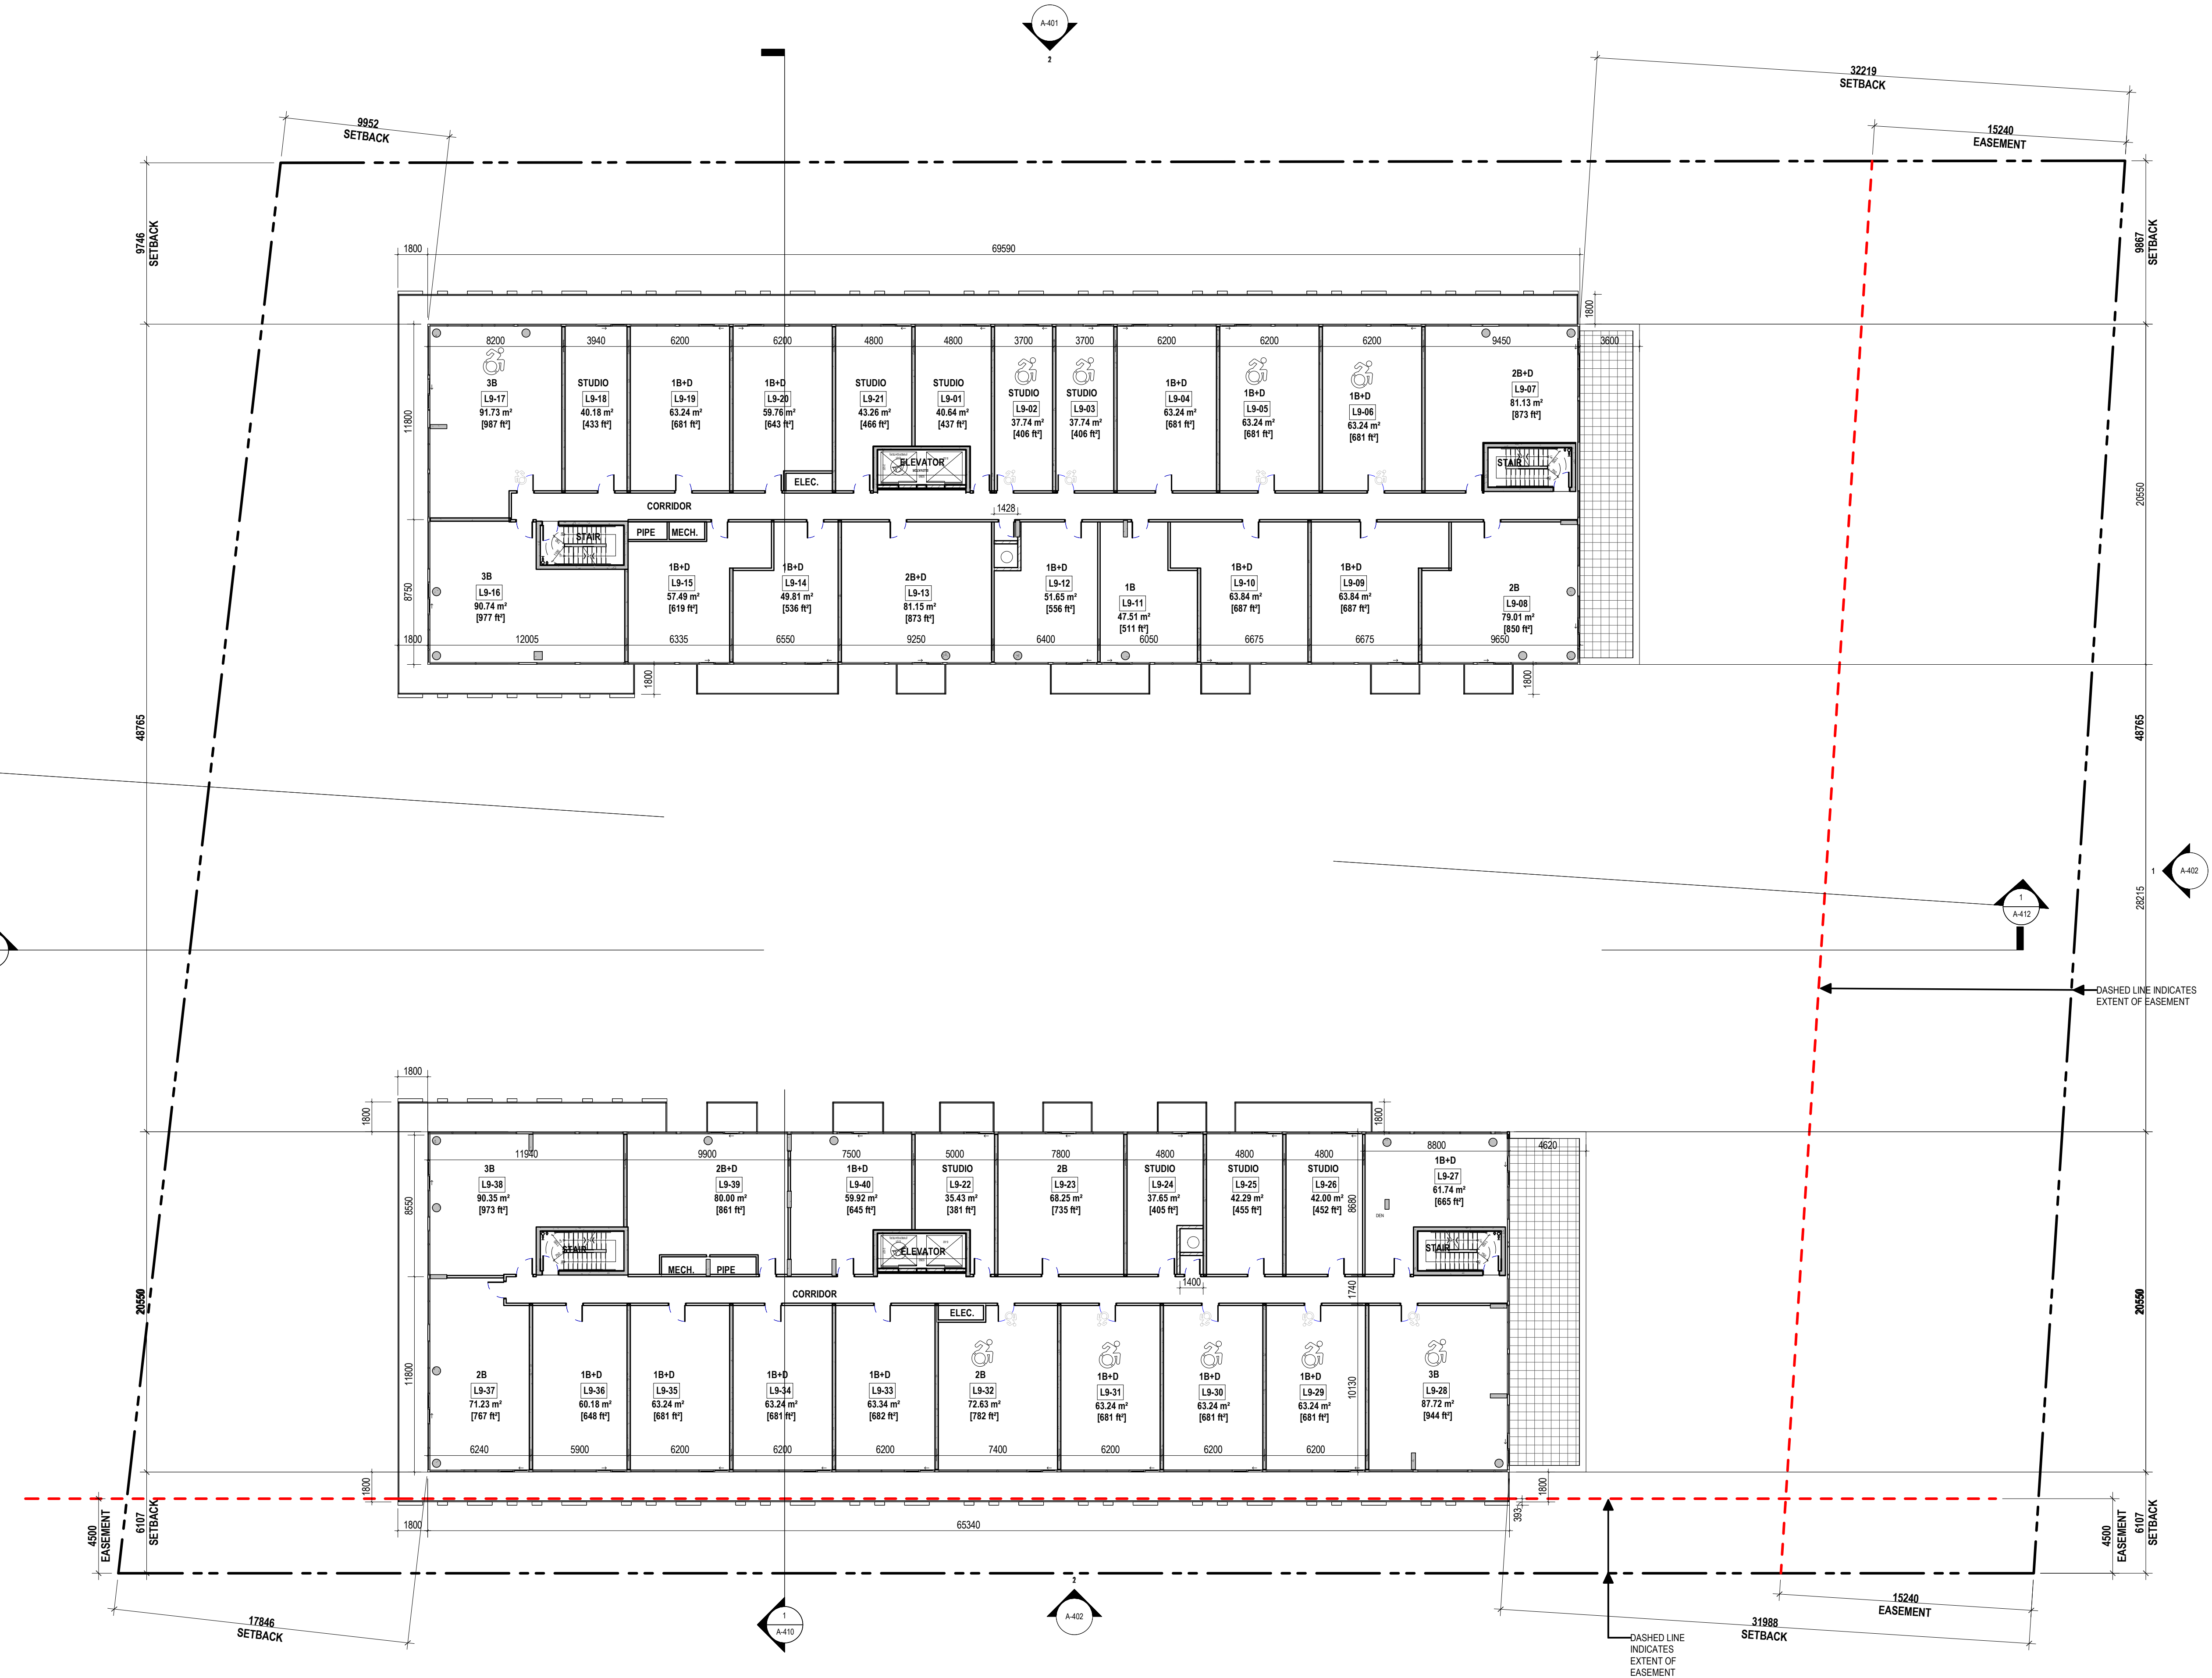 A-401
2
32219
SETBACK
9952
SETBACK
15240
EASEMENT
9746
SETBACK
9867
SETBACK
1800
69590
1800
8200
3940
6200
6200
4800
4800
3700
3700
6200
6200
6200
9450
3600
11800
3B
L9-17
91.73 m²
[987 ft²]
STUDIO
L9-18
40.18 m²
[433 ft²]
1B+D
L9-19
63.24 m²
[681 ft²]
1B+D
L9-20
59.76 m²
[643 ft²]
STUDIO
L9-21
43.26 m²
[466 ft²]
STUDIO
L9-01
40.64 m²
[437 ft²]
STUDIO
L9-02
37.74 m²
[406 ft²]
STUDIO
L9-03
37.74 m²
[406 ft²]
1B+D
L9-04
63.24 m²
[681 ft²]
1B+D
L9-05
63.24 m²
[681 ft²]
1B+D
L9-06
63.24 m²
[681 ft²]
2B+D
L9-07
81.13 m²
[873 ft²]
ELEVATOR
STAIR
ELEC.
20550
CORRIDOR
1428
STAIR
PIPE
MECH.
8750
3B
L9-16
90.74 m²
[977 ft²]
1B+D
L9-15
57.49 m²
[619 ft²]
1B+D
L9-14
49.81 m²
[536 ft²]
2B+D
L9-13
81.15 m²
[873 ft²]
1B+D
L9-12
51.65 m²
[556 ft²]
1B
L9-11
47.51 m²
[511 ft²]
1B+D
L9-10
63.84 m²
[687 ft²]
1B+D
L9-09
63.84 m²
[687 ft²]
2B
L9-08
79.01 m²
[850 ft²]
1800
12005
6335
6550
9250
6400
6050
6675
6675
9650
1800
1800
48765
48765
28215
1
A-402
1
A-412
DASHED LINE INDICATES
EXTENT OF EASEMENT
1800
1800
1800
11940
9900
7500
5000
7800
4800
4800
4800
8800
4620
8550
3B
L9-38
90.35 m²
[973 ft²]
2B+D
L9-39
80.00 m²
[861 ft²]
1B+D
L9-40
59.92 m²
[645 ft²]
STUDIO
L9-22
35.43 m²
[381 ft²]
2B
L9-23
68.25 m²
[735 ft²]
STUDIO
L9-24
37.65 m²
[405 ft²]
STUDIO
L9-25
42.29 m²
[455 ft²]
STUDIO
L9-26
42.00 m²
[452 ft²]
8680
1B+D
L9-27
61.74 m²
[665 ft²]
DEN
STAIR
ELEVATOR
STAIR
MECH.
PIPE
1400
1740
CORRIDOR
ELEC.
20550
20550
11800
2B
L9-37
71.23 m²
[767 ft²]
1B+D
L9-36
60.18 m²
[648 ft²]
1B+D
L9-35
63.24 m²
[681 ft²]
1B+D
L9-34
63.24 m²
[681 ft²]
1B+D
L9-33
63.34 m²
[682 ft²]
2B
L9-32
72.63 m²
[782 ft²]
1B+D
L9-31
63.24 m²
[681 ft²]
1B+D
L9-30
63.24 m²
[681 ft²]
1B+D
L9-29
63.24 m²
[681 ft²]
10130
3B
L9-28
87.72 m²
[944 ft²]
6240
5900
6200
6200
6200
7400
6200
6200
6200
1800
1800
393
4500
EASEMENT
6107
SETBACK
1800
65340
4500
EASEMENT
6107
SETBACK
17846
SETBACK
1
A-410
2
A-402
15240
EASEMENT
31988
SETBACK
DASHED LINE
INDICATES
EXTENT OF
EASEMENT